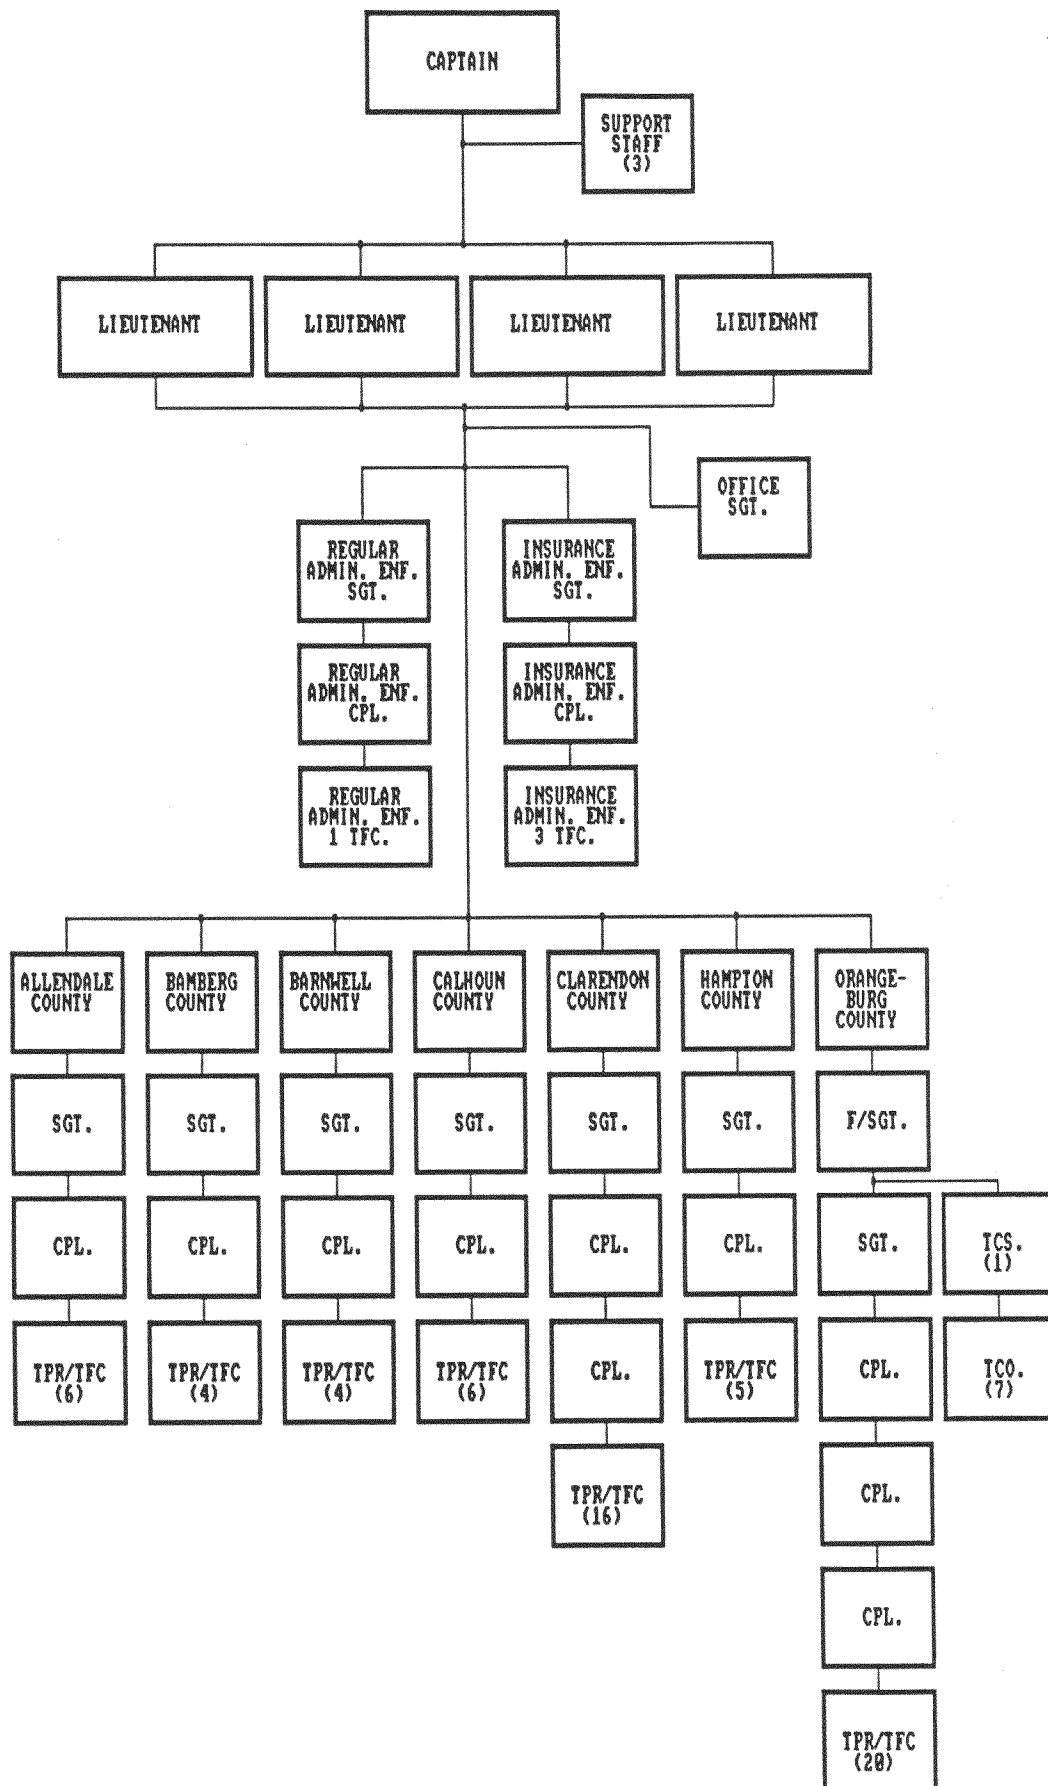 CAPTAIN
SUPPORT
STAFF
(3)
LIEUTENANT
LIEUTENANT
LIEUTENANT
LIEUTENANT
OFFICE
SGT.
REGULAR
ADMIN. ENF.
SGT.
INSURANCE
ADMIN. ENF.
SGT.
REGULAR
ADMIN. ENF.
CPL.
INSURANCE
ADMIN. ENF.
CPL.
REGULAR
ADMIN. ENF.
1 TFC.
INSURANCE
ADMIN. ENF.
3 TFC.
ALLENDALE
COUNTY
BAMBERG
COUNTY
BARNWELL
COUNTY
CALHOUN
COUNTY
CLARENDON
COUNTY
HAMPTON
COUNTY
ORANGE-
BURG
COUNTY
SGT.
SGT.
SGT.
SGT.
SGT.
SGT.
F/SGT.
CPL.
CPL.
CPL.
CPL.
CPL.
CPL.
SGT.
TCS.
(1)
TPR/TFC
(6)
TPR/TFC
(4)
TPR/TFC
(4)
TPR/TFC
(6)
CPL.
TPR/TFC
(5)
CPL.
TCO.
(7)
TPR/TFC
(16)
CPL.
CPL.
TPR/TFC
(20)